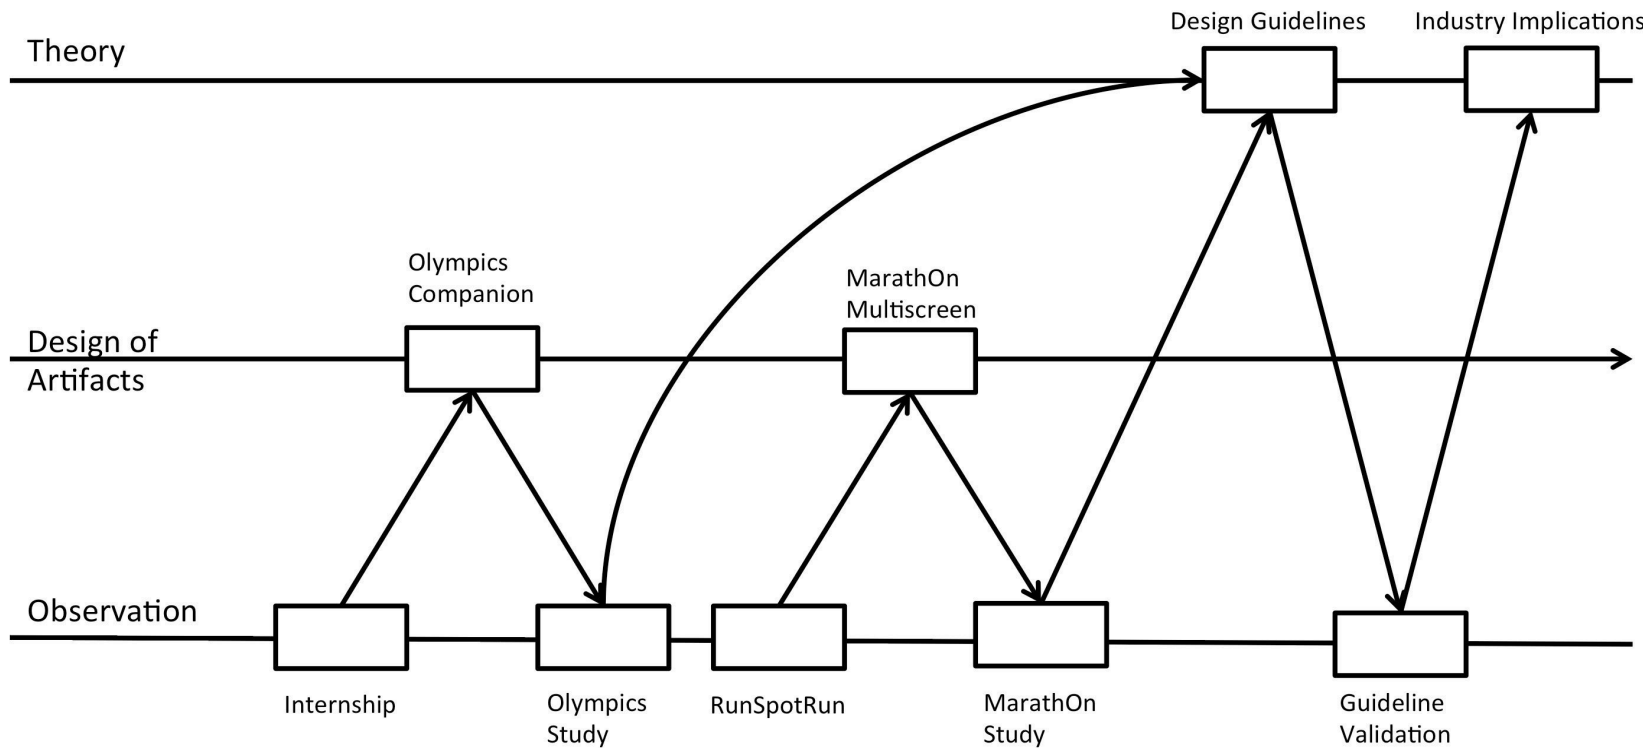 Design Guidelines
Industry Implications
Theory
Olympics
Companion
MarathOn
Multiscreen
Design of
Artifacts
Observation
Internship
Olympics
Study
RunSpotRun
MarathOn
Study
Guideline
Validation